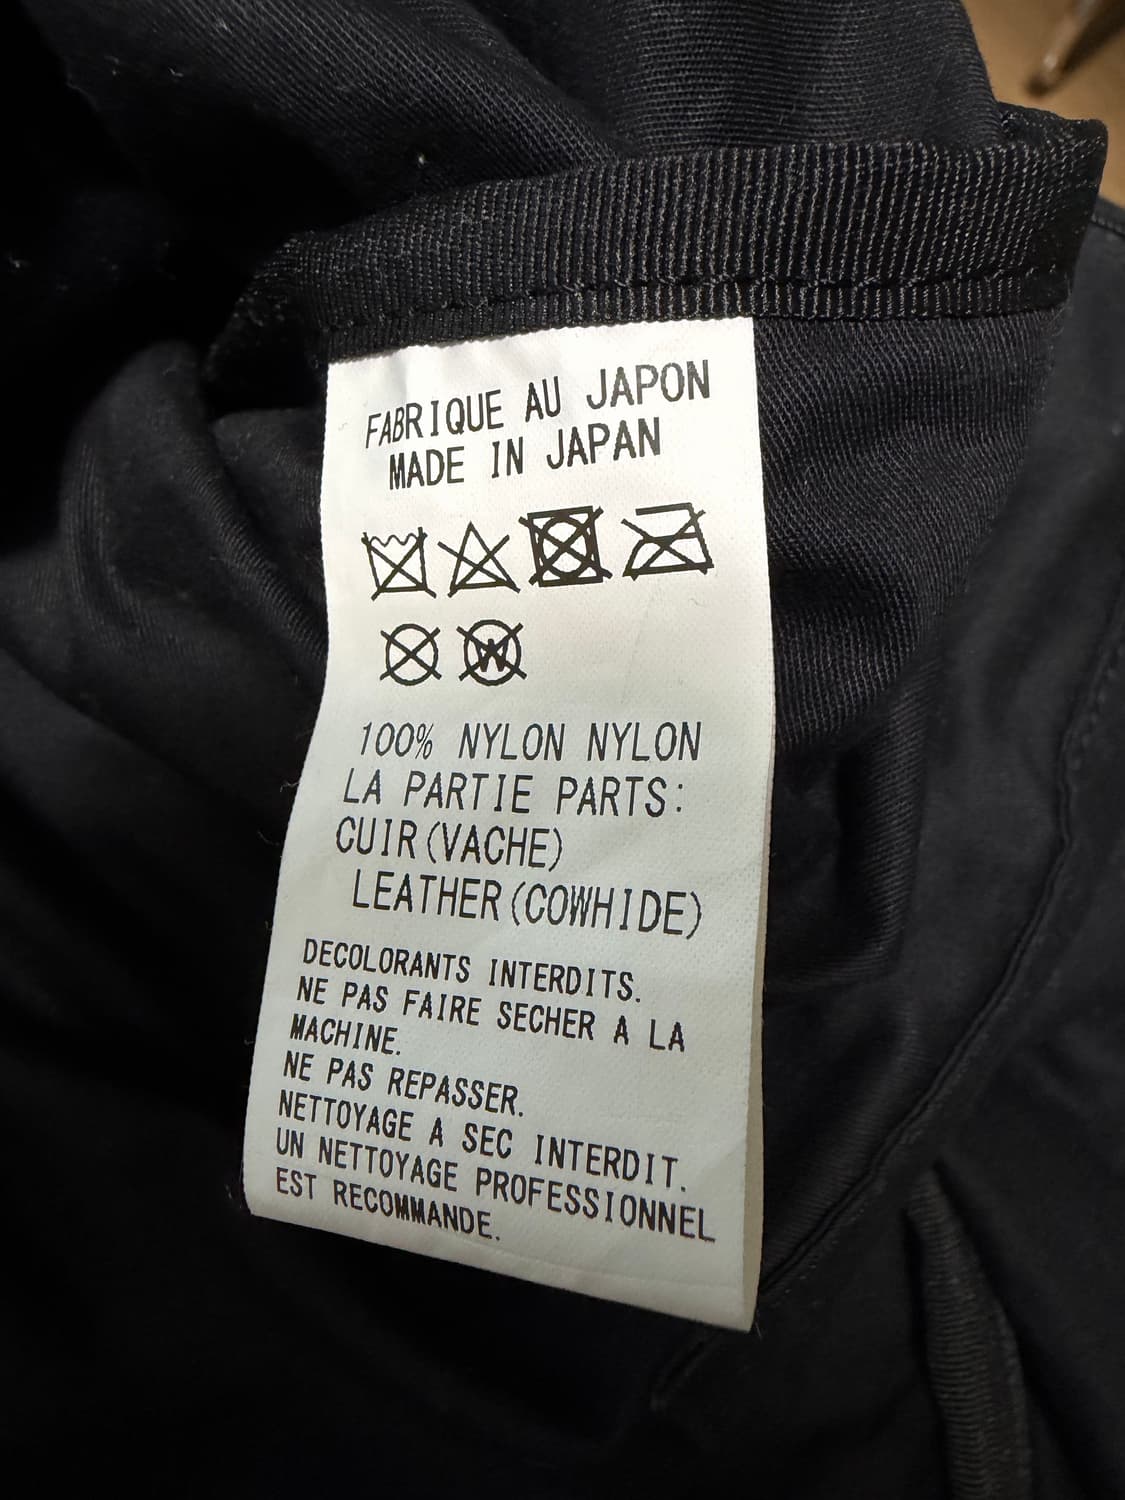 FABRIQUE AU JAPON
MADE IN JAPAN
W
100% NYLON NYLON
LA PARTIE PARTS:
CUIR(VACHE)
LEATHER(COWHIDE)
DECOLORANTS INTERDITS.
NE PAS FAIRE SECHER A LA
MACHINE.
NE PAS REPASSER.
NETTOYAGE A SEC INTERDIT.
UN NETTOYAGE PROFESSIONNEL
EST RECOMMANDE.